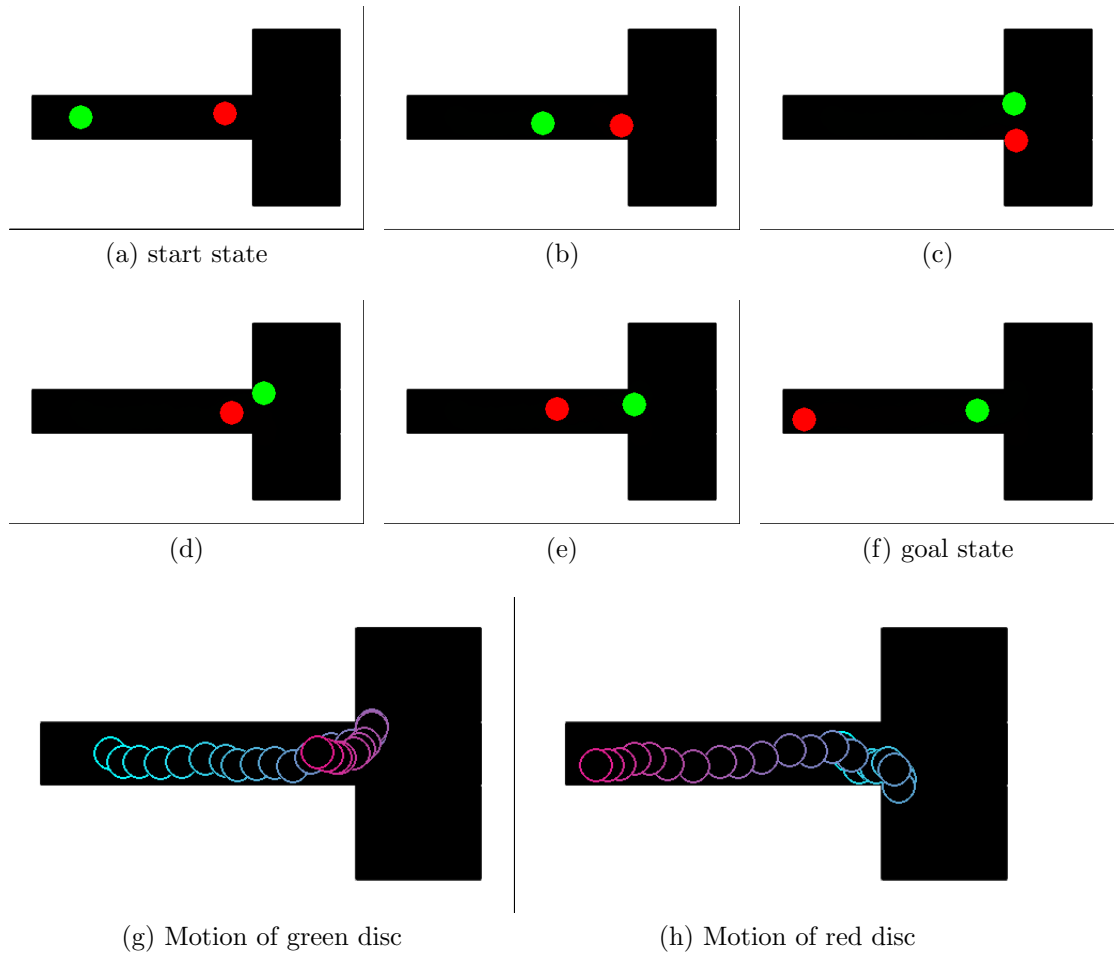 (a) start state
(b)
(c)
(d)
(e)
(f) goal state
(g) Motion of green disc
(h) Motion of red disc